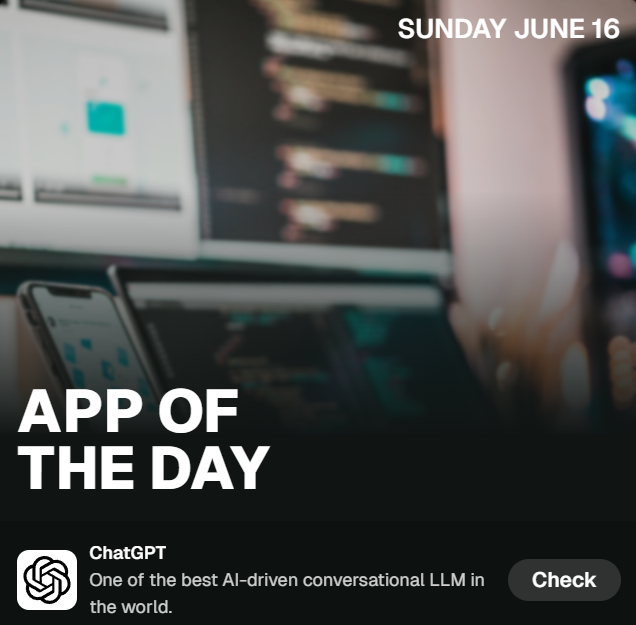 SUNDAY JUNE 16
APP OF
THE DAY
ChatGPT
One of the best AI-driven conversational LLM in
the world.
Check